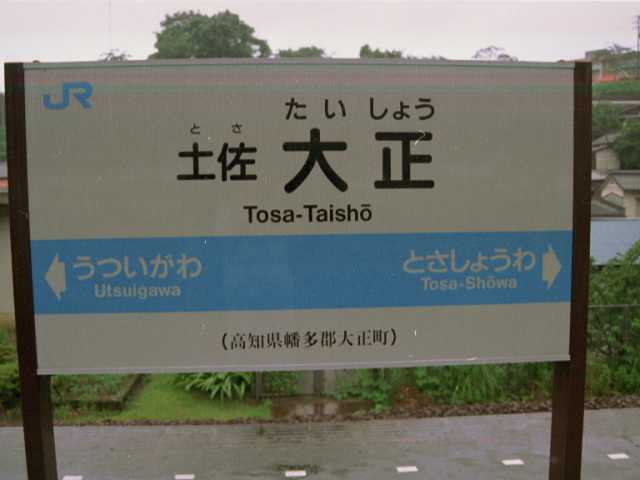 JR
たいしょう
とさ
土佐大正
Tosa-Taishō
うついがわ とさしょうわ
Utsuigawa Tosa-Shōwa
(高知県幡多郡大正町)